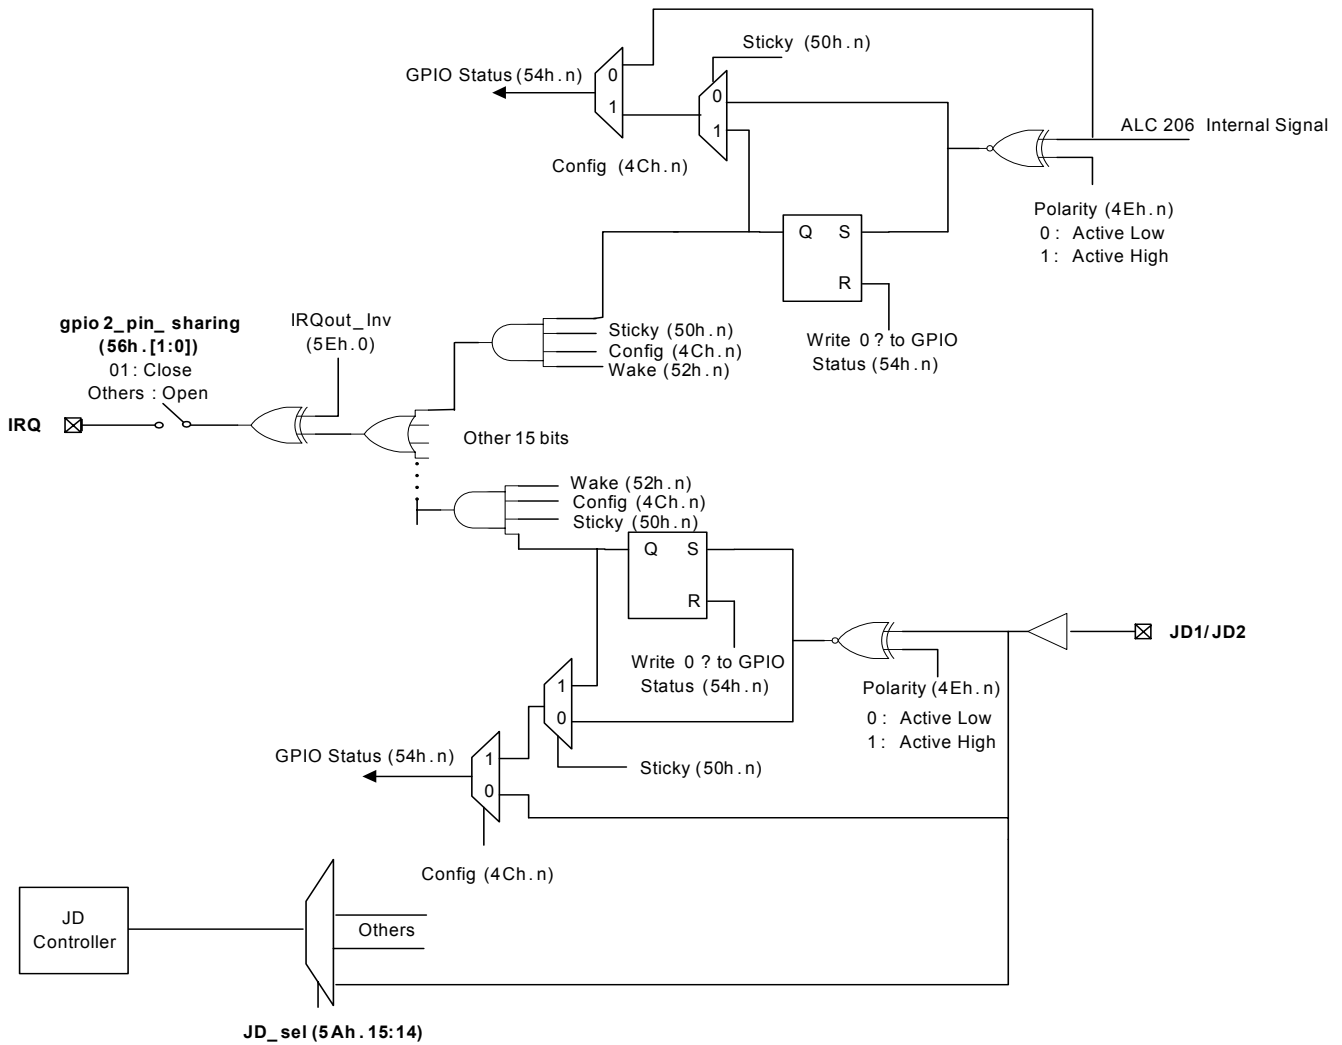 Sticky (50h.n)
GPIO Status (54h.n)
0
1
0
1
ALC 206 Internal Signal
Config (4Ch.n)
Polarity (4Eh.n)
0 : Active Low
1 : Active High
Q S
R
Write 0 ? to GPIO
Status (54h.n)
gpio2_pin_sharing
(56h.[1:0])
01 : Close
Others : Open
IRQout_Inv
(5Eh.0)
Sticky (50h.n)
Config (4Ch.n)
Wake (52h.n)
IRQ
Other 15 bits
Wake (52h.n)
Config (4Ch.n)
Sticky (50h.n)
Q S
R
JD1/JD2
Write 0 ? to GPIO
Status (54h.n)
Polarity (4Eh.n)
0 : Active Low
1 : Active High
1
0
GPIO Status (54h.n)
1
0
Sticky (50h.n)
Config (4Ch.n)
JD
Controller
Others
JD_sel (5Ah.15:14)